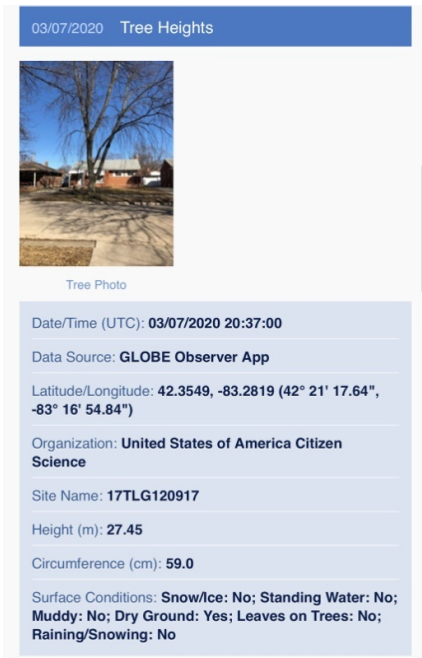 03/07/2020 Tree Heights
Tree Photo
Date/Time (UTC): 03/07/2020 20:37:00
Data Source: GLOBE Observer App
Latitude/Longitude: 42.3549, -83.2819 (42° 21' 17.64",
-83° 16' 54.84")
Organization: United States of America Citizen
Science
Site Name: 17TLG120917
Height (m): 27.45
Circumference (cm): 59.0
Surface Conditions: Snow/Ice: No; Standing Water: No;
Muddy: No; Dry Ground: Yes; Leaves on Trees: No;
Raining/Snowing: No